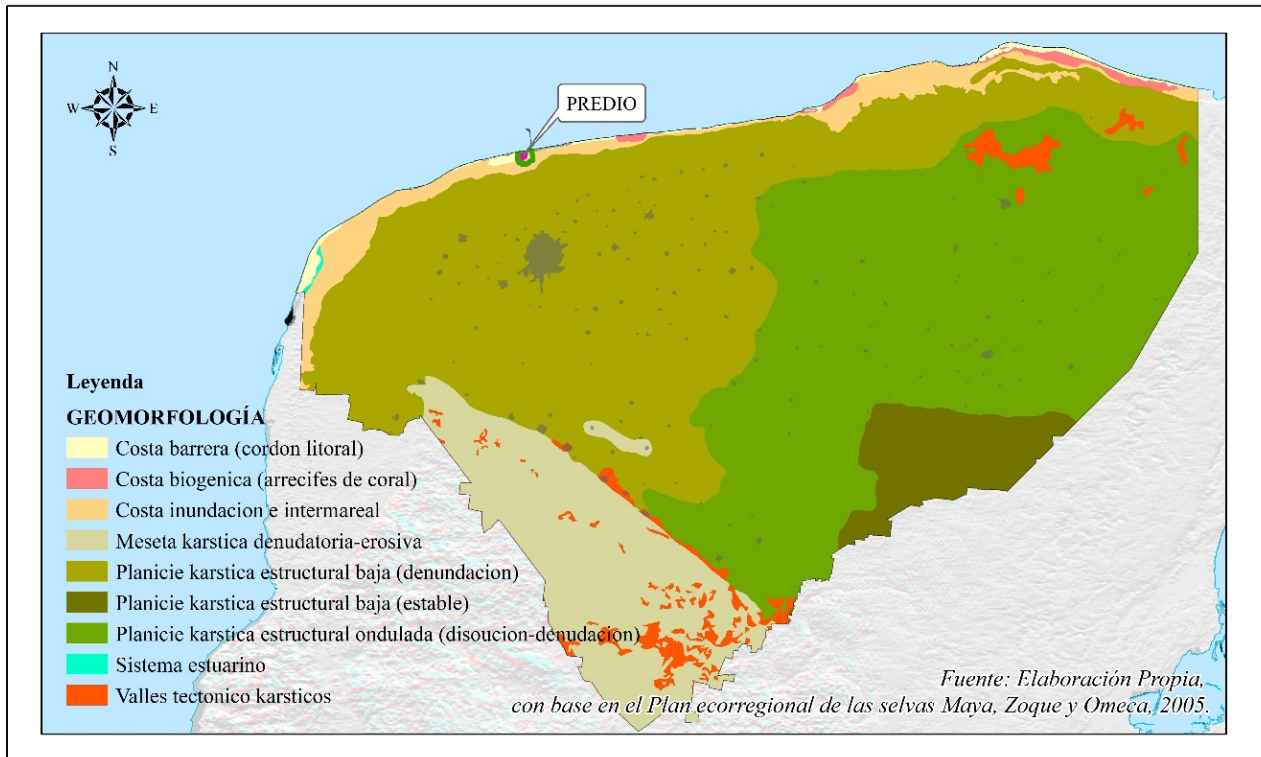 N
W E
S
PREDIO
Leyenda
GEOMORFOLOGÍA
Costa barrera (cordon litoral)
Costa biogenica (arrecifes de coral)
Costa inundacion e intermareal
Meseta karstica denudatoria-erosiva
Planicie karstica estructural baja (denundacion)
Planicie karstica estructural baja (estable)
Planicie karstica estructural ondulada (disoucion-denudacion)
Sistema estuarino
Valles tectonico karsticos
Fuente: Elaboración Propia,
con base en el Plan ecorregional de las selvas Maya, Zoque y Omeca, 2005.